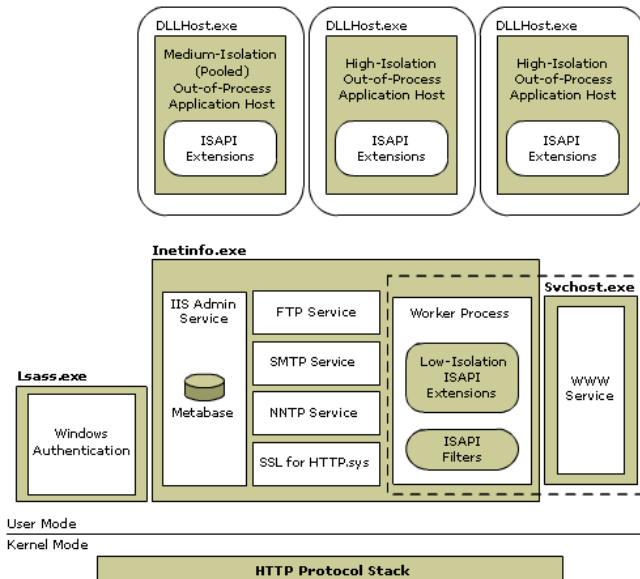 DLLHost.exe
Medium-Isolation
(Pooled)
Out-of-Process
Application Host
ISAPI
Extensions
DLLHost.exe
High-Isolation
Out-of-Process
Application Host
ISAPI
Extensions
DLLHost.exe
High-Isolation
Out-of-Process
Application Host
ISAPI
Extensions
Inetinfo.exe
IIS Admin
Service
Metabase
FTP Service
SMTP Service
NNTP Service
SSL for HTTP.sys
Worker Process
Low-Isolation
ISAPI
Extensions
ISAPI
Filters
Svchost.exe
WWW
Service
Lsass.exe
Windows
Authentication
User Mode
Kernel Mode
HTTP Protocol Stack